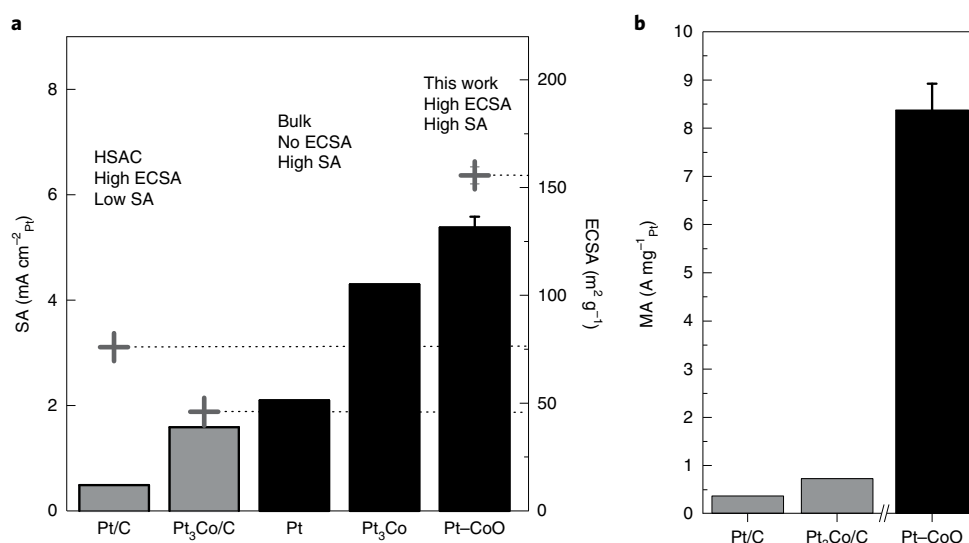 a
8
6
4
2
0
SA (mA cm⁻²Pt)
HSAC
High ECSA
Low SA
Bulk
No ECSA
High SA
This work
High ECSA
High SA
200
150
100
50
0
ECSA (m² g⁻¹)
Pt/C
Pt₃Co/C
Pt
Pt₃Co
Pt–CoO
b
10
9
8
7
6
5
4
3
2
1
0
MA (A mg⁻¹Pt)
Pt/C
Pt₃Co/C
//
Pt–CoO